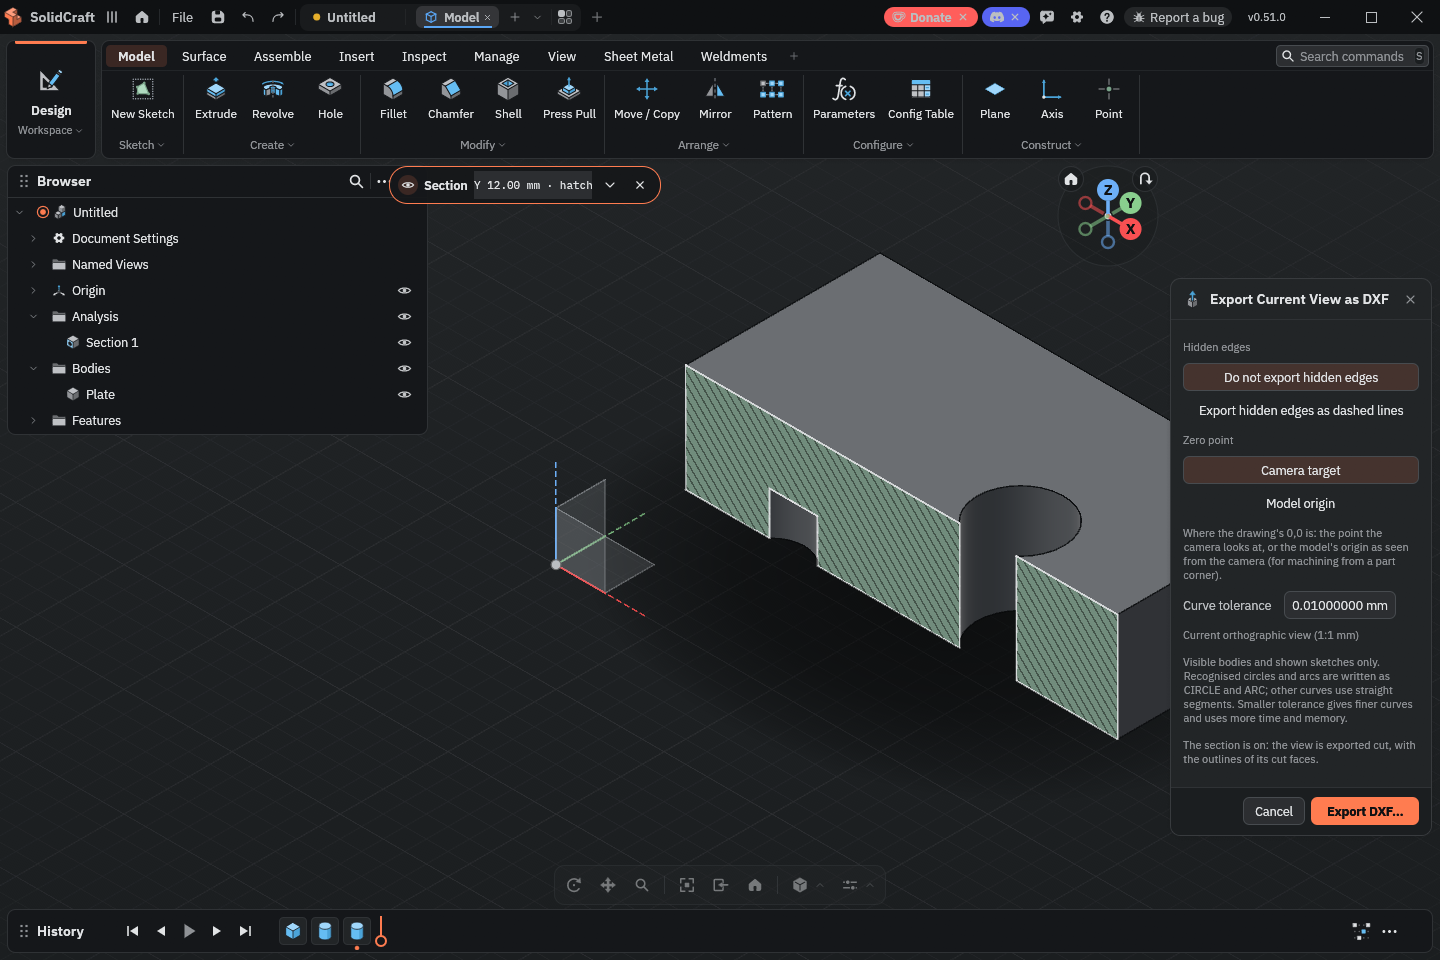 SolidCraft
File
Untitled
Model
Donate
Report a bug
v0.51.0
Design
Workspace
Model
Surface
Assemble
Insert
Inspect
Manage
View
Sheet Metal
Weldments
Search commands
S
New Sketch
Extrude
Revolve
Hole
Fillet
Chamfer
Shell
Press Pull
Move / Copy
Mirror
Pattern
Parameters
Config Table
Plane
Axis
Point
Sketch
Create
Modify
Arrange
Configure
Construct
Browser
Untitled
Document Settings
Named Views
Origin
Analysis
Section 1
Bodies
Plate
Features
Section
Y 12.00 mm · hatch
Z
Y
X
Export Current View as DXF
Hidden edges
Do not export hidden edges
Export hidden edges as dashed lines
Zero point
Camera target
Model origin
Where the drawing's 0,0 is: the point the
camera looks at, or the model's origin as seen
from the camera (for machining from a part
corner).
Curve tolerance
0.01000000 mm
Current orthographic view (1:1 mm)
Visible bodies and shown sketches only.
Recognised circles and arcs are written as
CIRCLE and ARC; other curves use straight
segments. Smaller tolerance gives finer curves
and uses more time and memory.
The section is on: the view is exported cut, with
the outlines of its cut faces.
Cancel
Export DXF...
History